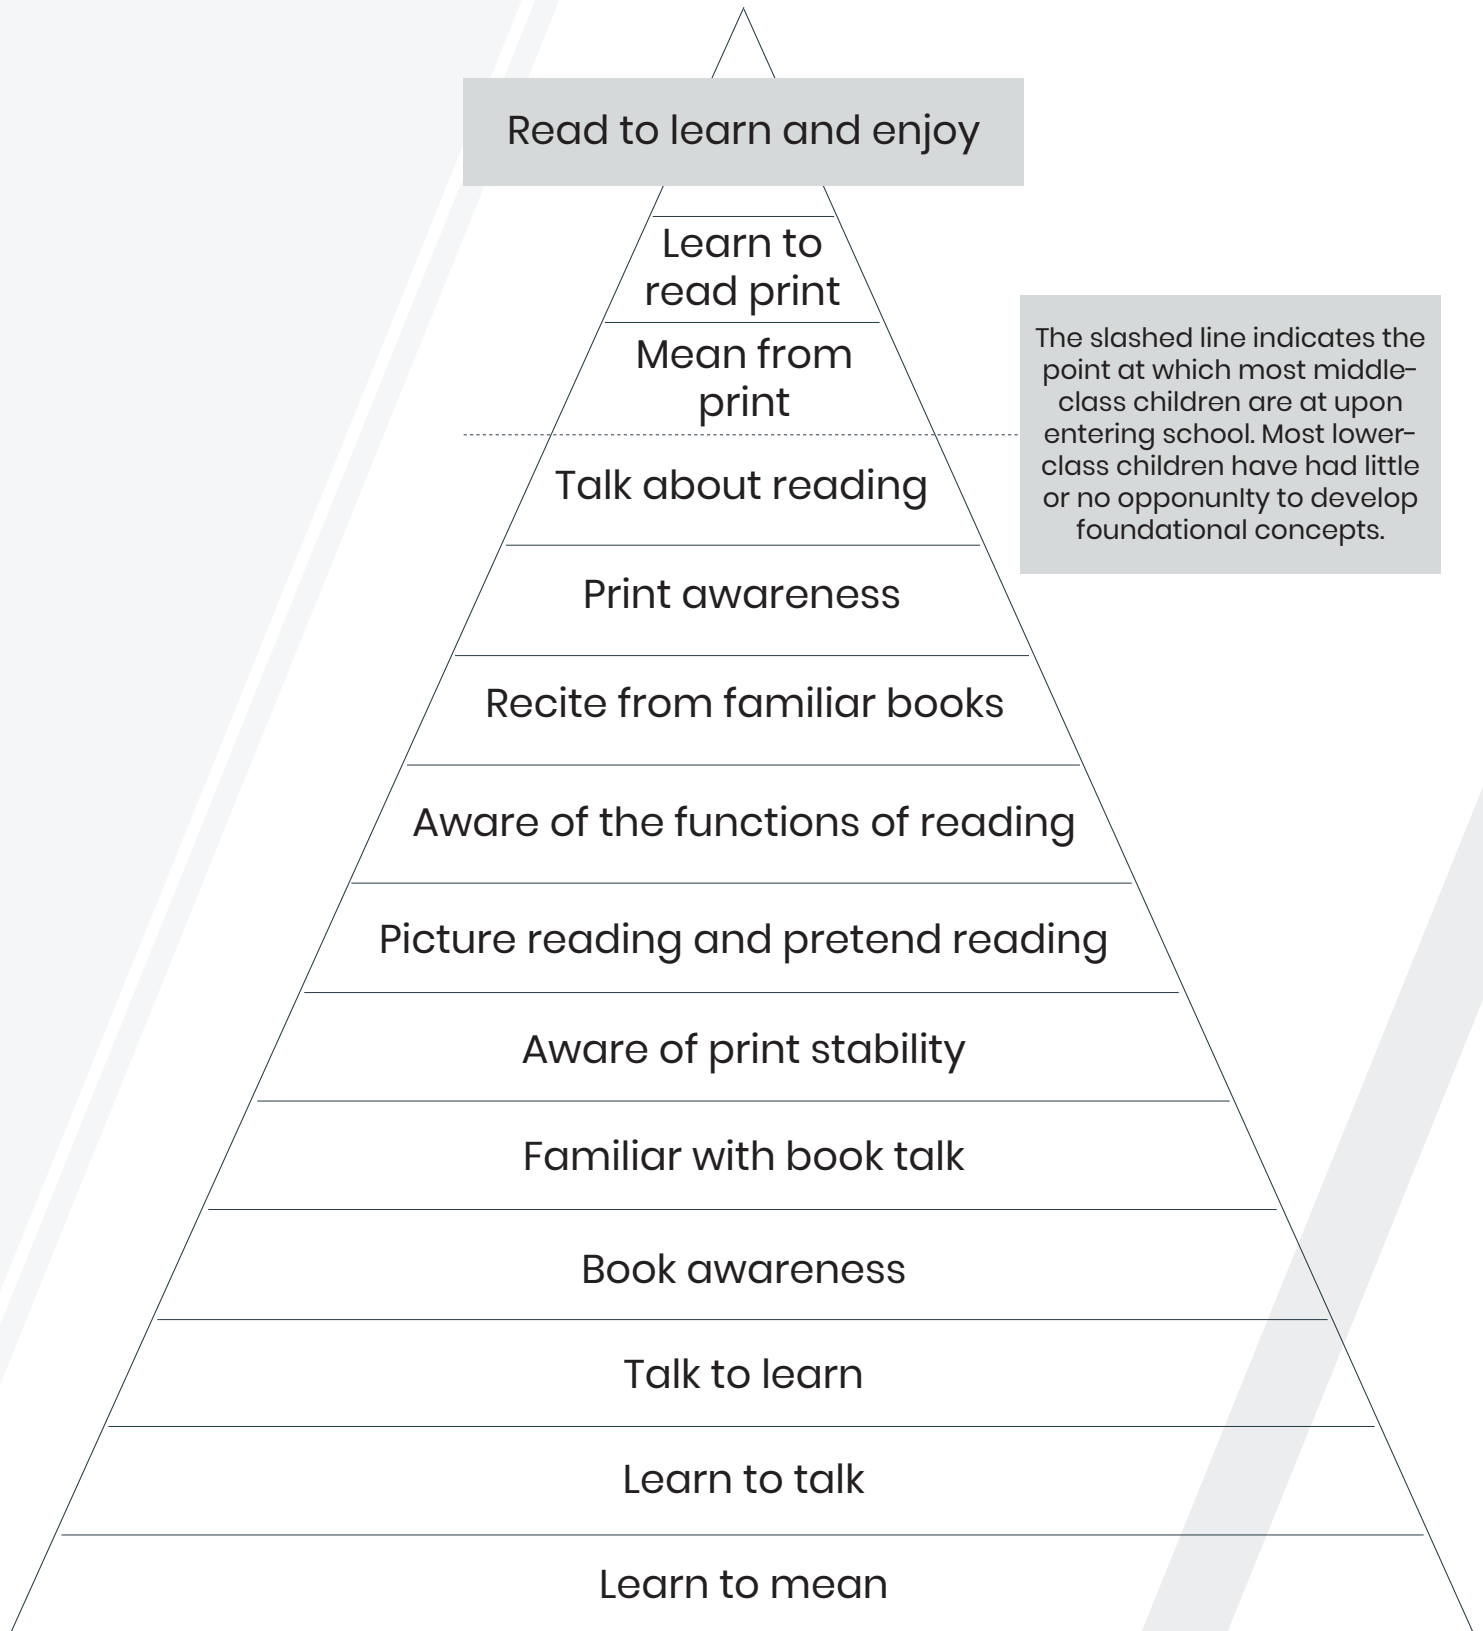 Read to learn and enjoy
Learn to
read print
Mean from
print
The slashed line indicates the
point at which most middle-
class children are at upon
entering school. Most lower-
class children have had little
or no opponunIty to develop
foundational concepts.
Talk about reading
Print awareness
Recite from familiar books
Aware of the functions of reading
Picture reading and pretend reading
Aware of print stability
Familiar with book talk
Book awareness
Talk to learn
Learn to talk
Learn to mean